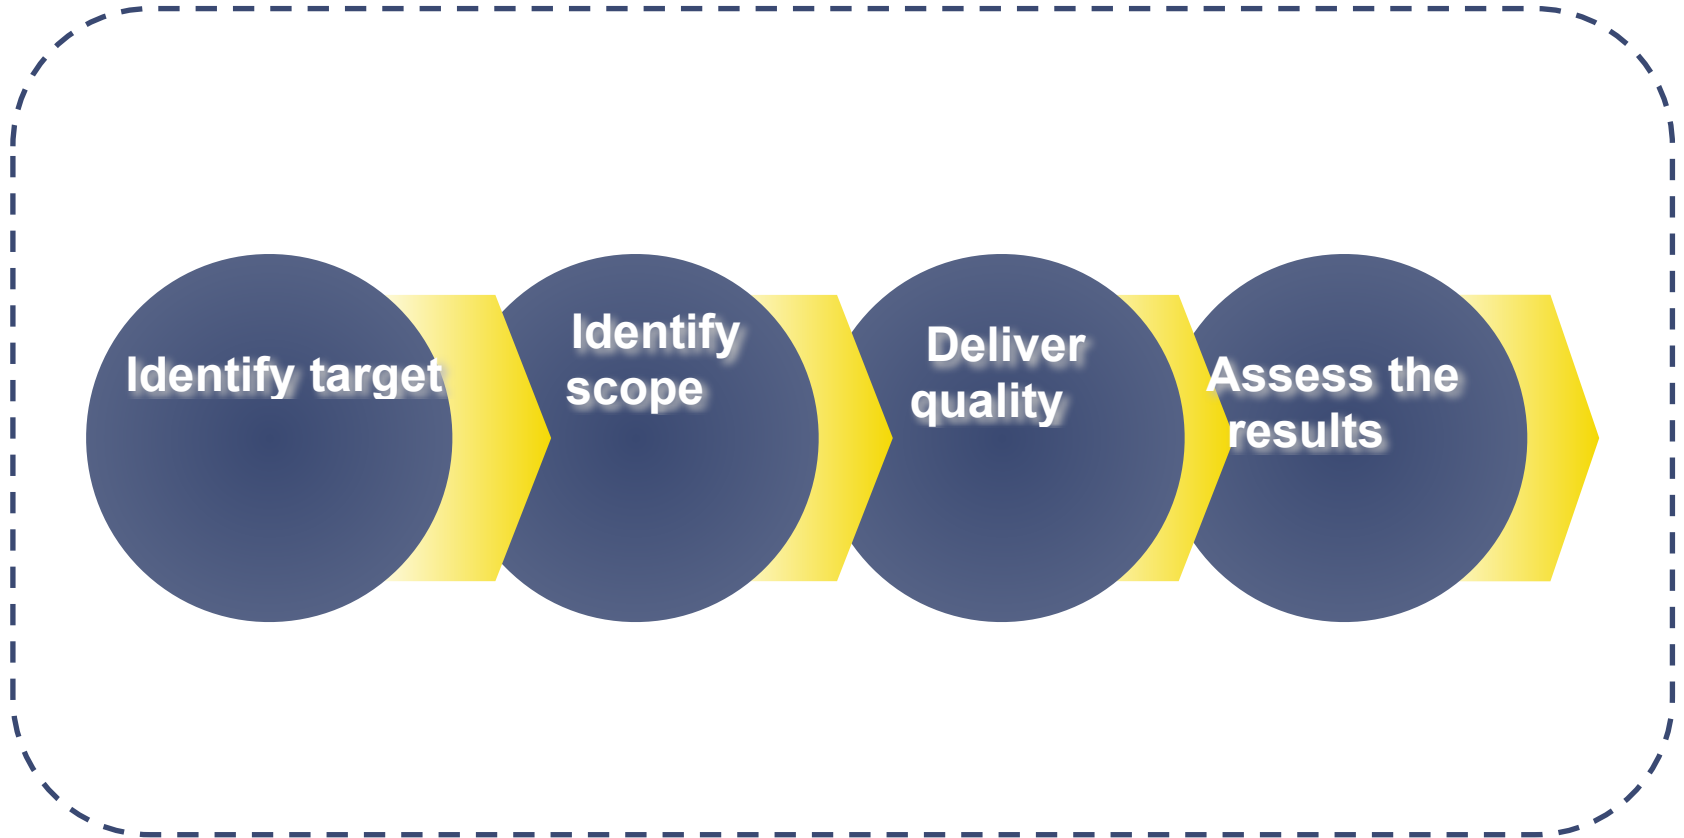 Identify target
Identify
scope
Deliver
quality
Assess the
results